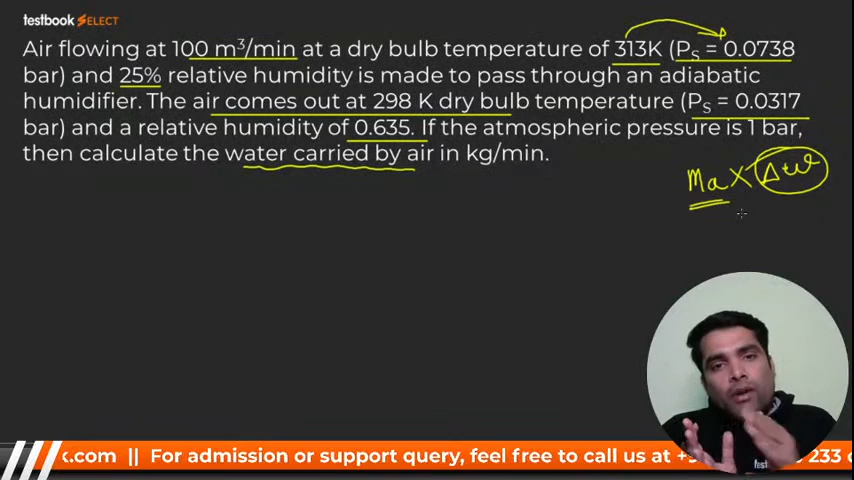 testbook SELECT
Air flowing at 100 m³/min at a dry bulb temperature of 313K (Pₛ = 0.0738
bar) and 25% relative humidity is made to pass through an adiabatic
humidifier. The air comes out at 298 K dry bulb temperature (Pₛ = 0.0317
bar) and a relative humidity of 0.635. If the atmospheric pressure is 1 bar,
then calculate the water carried by air in kg/min.
Ma X Δω
k.com || For admission or support query, feel free to call us at +9 233